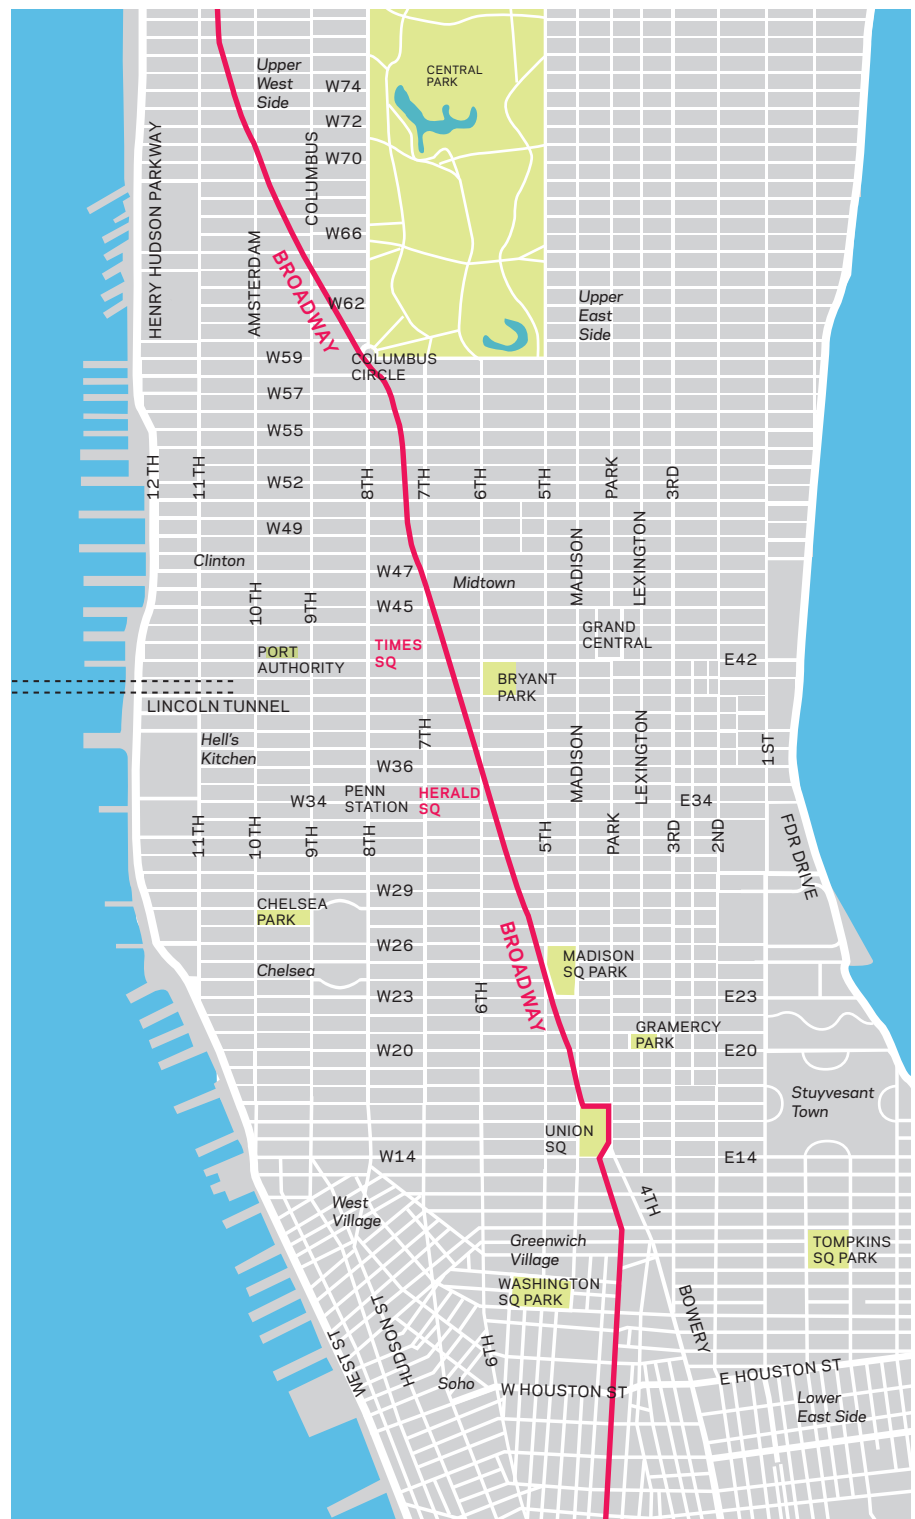 Upper
West
Side
CENTRAL
PARK
W74
W72
W70
HENRY HUDSON PARKWAY
COLUMBUS
AMSTERDAM
W66
BROADWAY
W62
Upper
East
Side
W59
COLUMBUS
CIRCLE
W57
W55
12TH
11TH
W52
8TH
7TH
6TH
5TH
PARK
3RD
W49
MADISON
LEXINGTON
Clinton
W47
Midtown
10TH
9TH
W45
GRAND
CENTRAL
TIMES
SQ
PORT
AUTHORITY
E42
BRYANT
PARK
LINCOLN TUNNEL
7TH
MADISON
LEXINGTON
1ST
Hell's
Kitchen
W36
W34
PENN
STATION
HERALD
SQ
E34
11TH
10TH
9TH
8TH
5TH
PARK
3RD
2ND
FDR DRIVE
W29
CHELSEA
PARK
BROADWAY
W26
MADISON
SQ PARK
Chelsea
W23
6TH
E23
GRAMERCY
PARK
W20
E20
Stuyvesant
Town
UNION
SQ
W14
E14
West
Village
4TH
Greenwich
Village
TOMPKINS
SQ PARK
WASHINGTON
SQ PARK
BOWERY
WEST ST
HUDSON ST
6TH
Soho
W HOUSTON ST
E HOUSTON ST
Lower
East Side